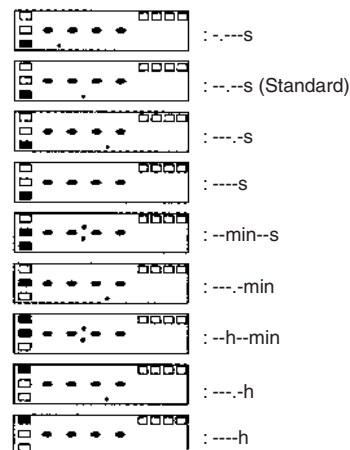 : -.---s
: --.--s (Standard)
: ---.-s
: ----s
: --min--s
: ---.-min
: --h--min
: ---.-h
: ----h